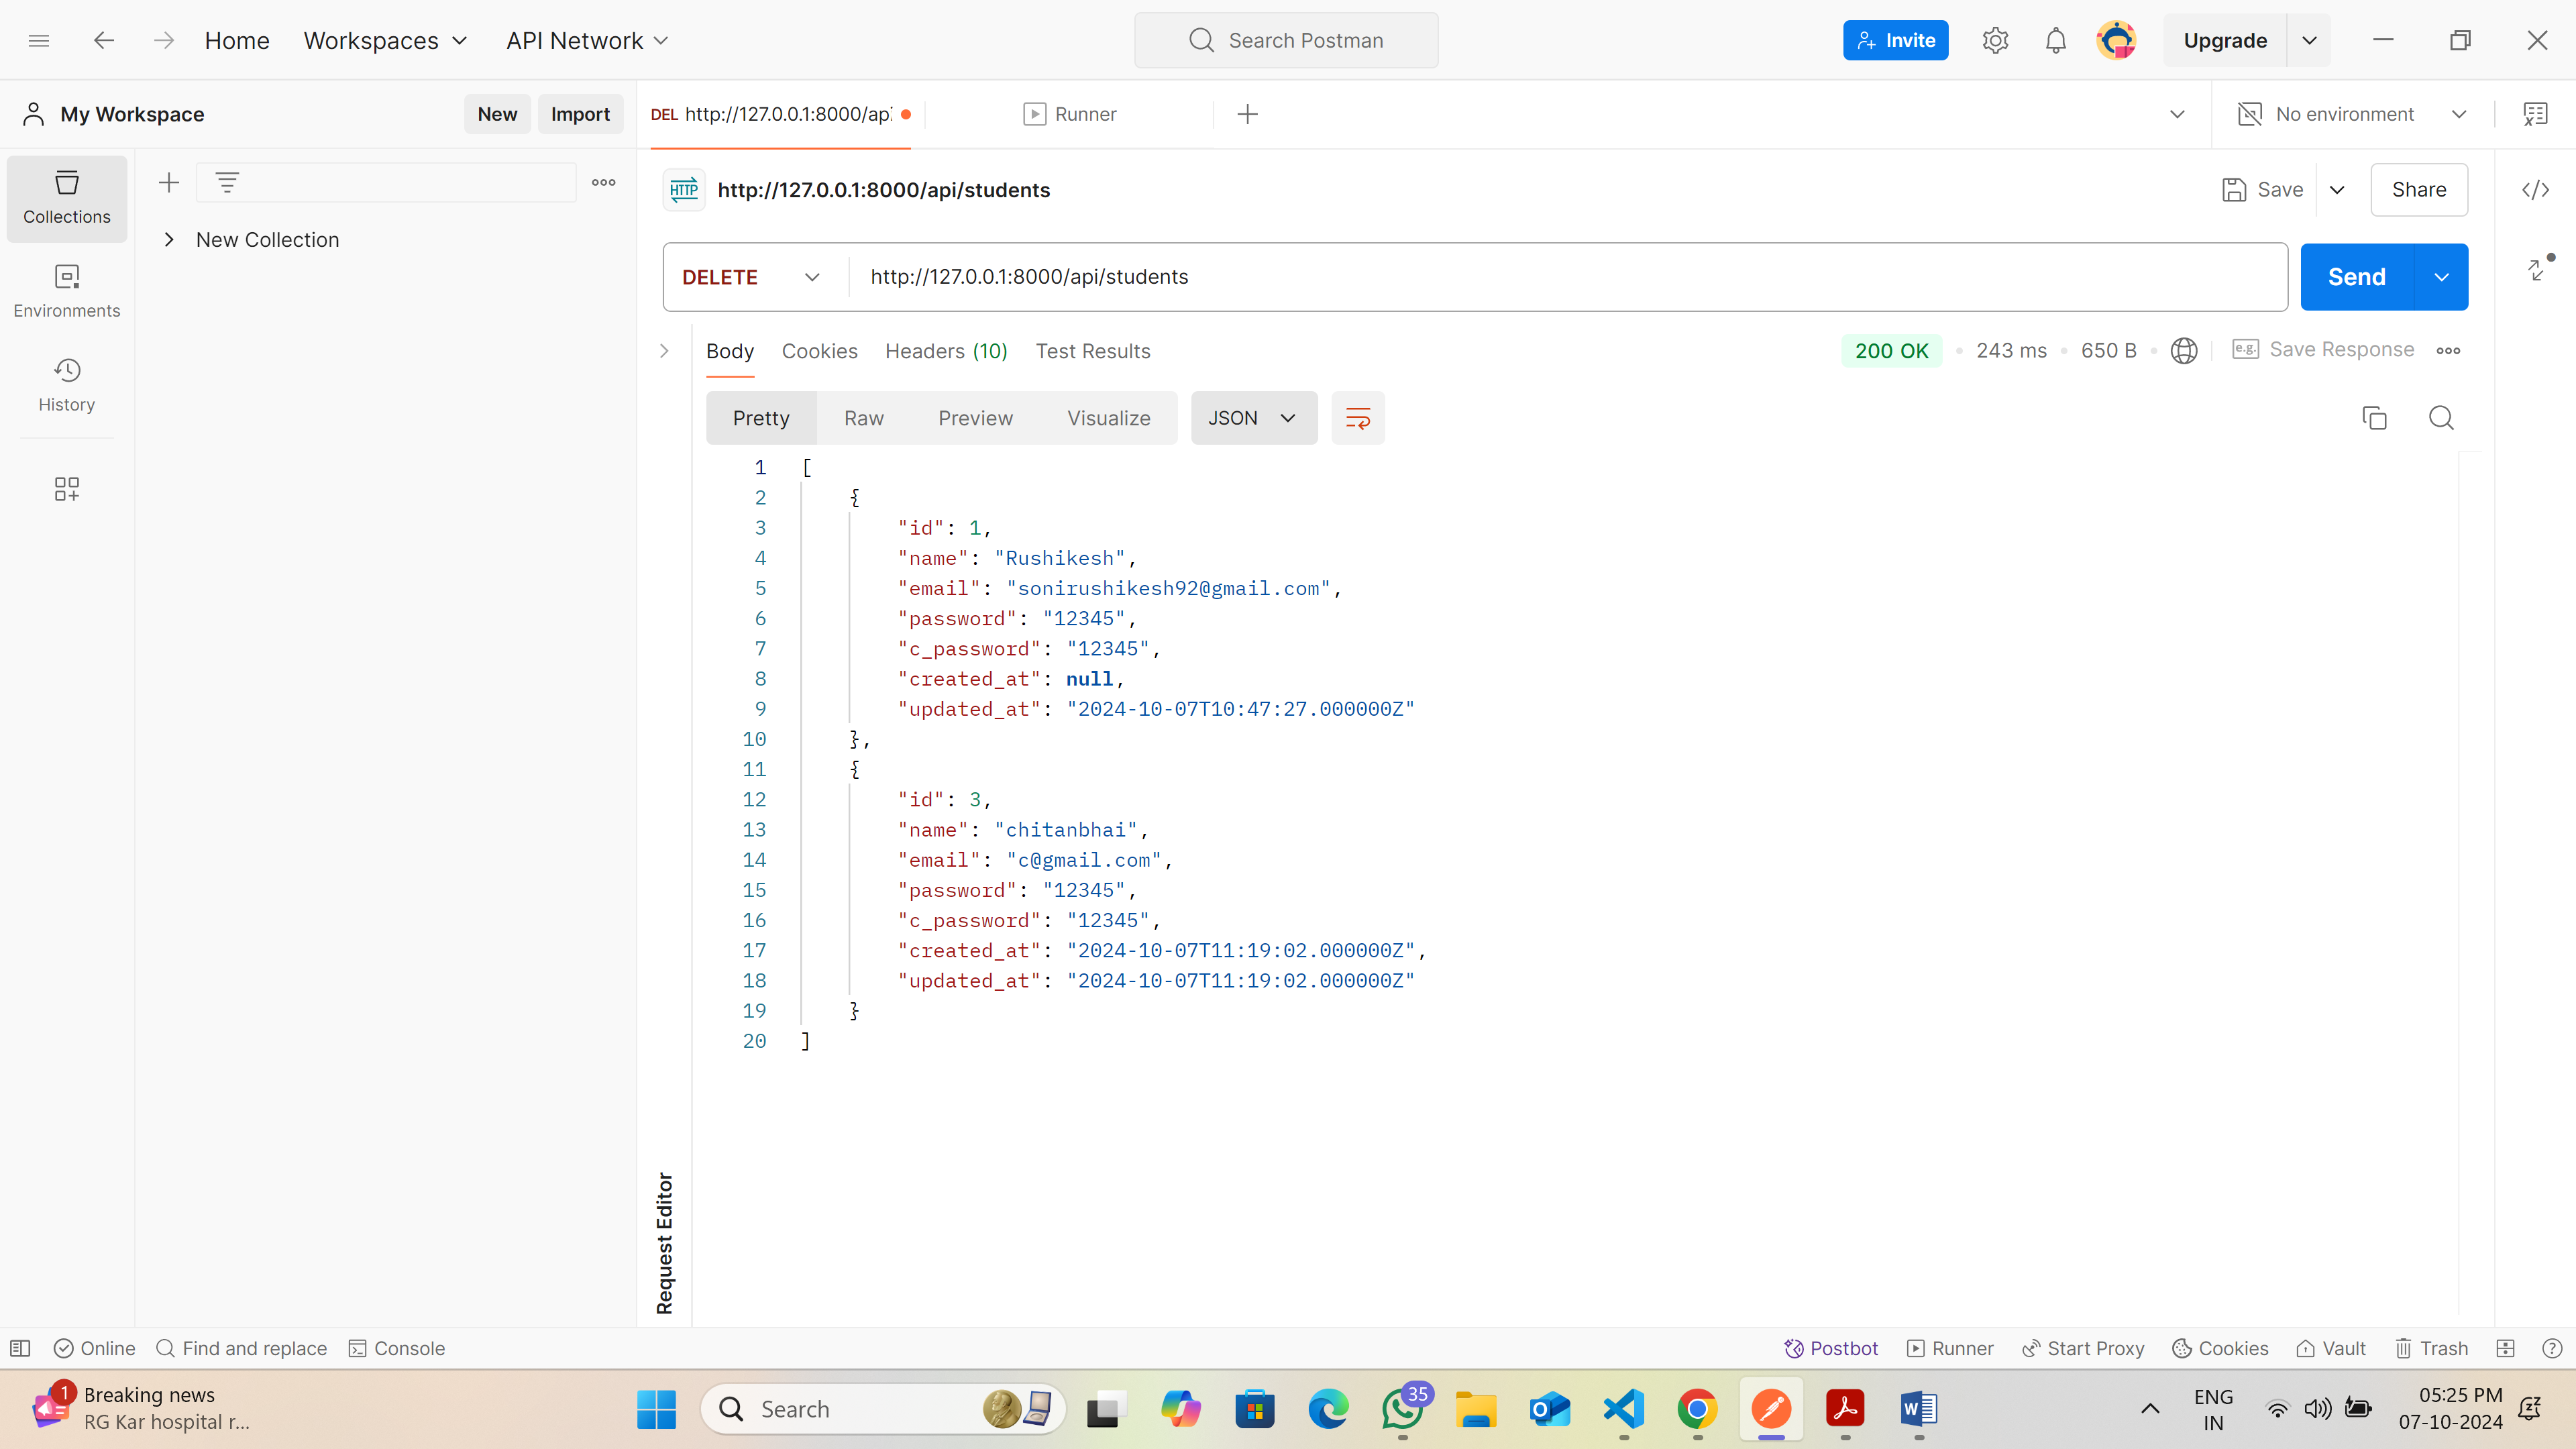 Home Workspaces API Network Search Postman Invite Upgrade
My Workspace New Import DEL http://127.0.0.1:8000/ap Runner No environment
Collections
HTTP http://127.0.0.1:8000/api/students Save Share
New Collection
DELETE http://127.0.0.1:8000/api/students Send
Environments
Body Cookies Headers (10) Test Results 200 OK 243 ms 650 B e.g. Save Response
History
Pretty Raw Preview Visualize JSON
1 [
2 {
3 "id": 1,
4 "name": "Rushikesh",
5 "email": "sonirushikesh92@gmail.com",
6 "password": "12345",
7 "c_password": "12345",
8 "created_at": null,
9 "updated_at": "2024-10-07T10:47:27.000000Z"
10 },
11 {
12 "id": 3,
13 "name": "chitanbhai",
14 "email": "c@gmail.com",
15 "password": "12345",
16 "c_password": "12345",
17 "created_at": "2024-10-07T11:19:02.000000Z",
18 "updated_at": "2024-10-07T11:19:02.000000Z"
19 }
20 ]
Request Editor
Online Find and replace Console Postbot Runner Start Proxy Cookies Vault Trash
1 Breaking news
RG Kar hospital r...
Search
35
ENG
IN
05:25 PM
07-10-2024